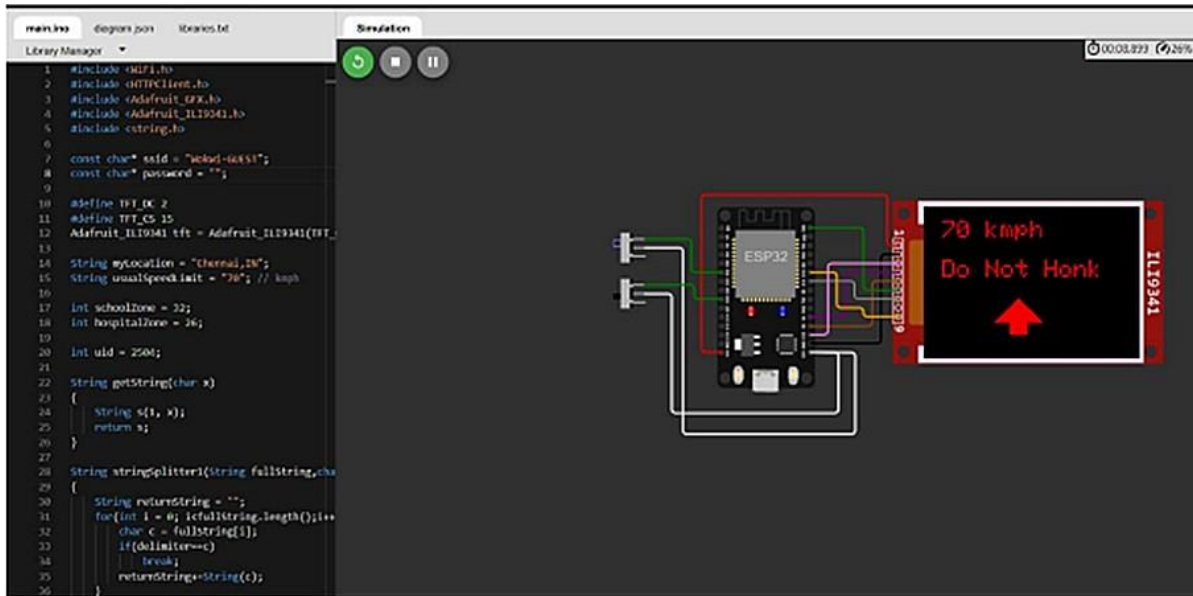 main.ino diagram.json libraries.txt
Library Manager
1 #include <WiFi.h>
2 #include <HTTPClient.h>
3 #include <Adafruit_GFX.h>
4 #include <Adafruit_ILI9341.h>
5 #include <string.h>
6
7 const char* ssid = "Wokwi-GUEST";
8 const char* password = "";
9
10 #define TFT_DC 2
11 #define TFT_CS 15
12 Adafruit_ILI9341 tft = Adafruit_ILI9341(TFT_
13
14 String myLocation = "Chennai,IN";
15 String usualSpeedLimit = "70"; // kmph
16
17 int schoolZone = 32;
18 int hospitalZone = 26;
19
20 int uid = 2504;
21
22 String getString(char x)
23 {
24 String s(1, x);
25 return s;
26 }
27
28 String stringSplitter1(String fullString,cha
29 {
30 String returnString = "";
31 for(int i = 0; i<fullString.length();i++
32 char c = fullString[i];
33 if(delimiter==c)
34 break;
35 returnString+=String(c);
36 }
Simulation
00:08.899 26%
ESP32
70 kmph
Do Not Honk
1
9
ILI9341